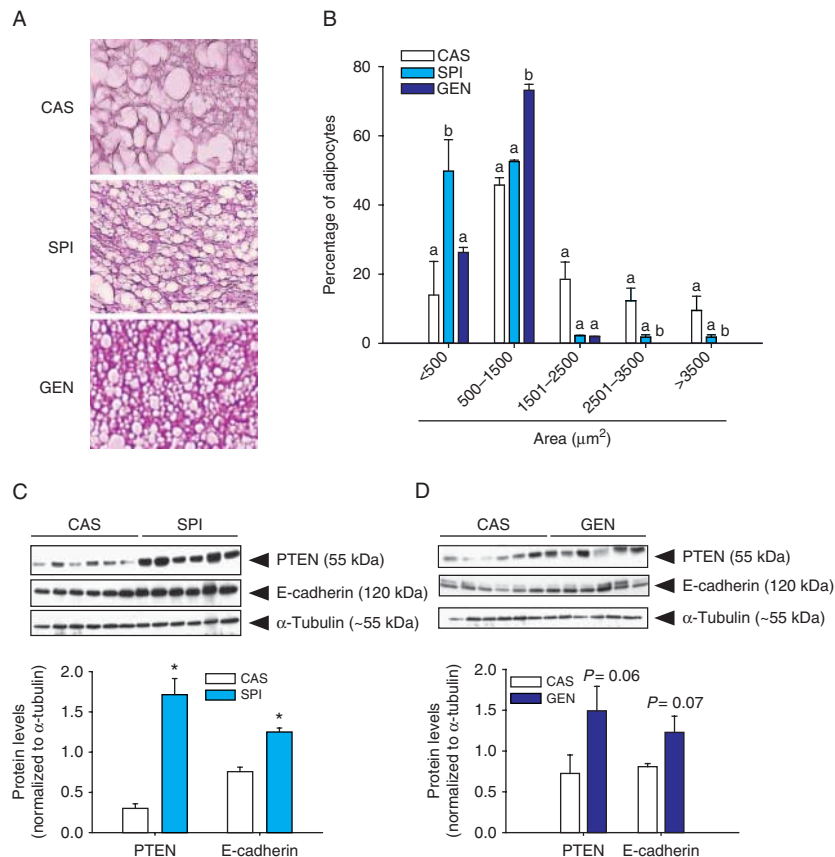 A
CAS
SPI
GEN
B
CAS
SPI
GEN
Percentage of adipocytes
80
60
40
20
0
a
b
a
a
a
b
a
a
a
a
a
b
a
a
b
<500
500–1500
1501–2500
2501–3500
>3500
Area (μm²)
C
CAS SPI
PTEN (55 kDa)
E-cadherin (120 kDa)
α-Tubulin (~55 kDa)
Protein levels
(normalized to α-tubulin)
2.0
1.5
1.0
0.5
0.0
CAS
SPI
*
*
PTEN E-cadherin
D
CAS GEN
PTEN (55 kDa)
E-cadherin (120 kDa)
α-Tubulin (~55 kDa)
Protein levels
(normalized to α-tubulin)
2.0
1.5
1.0
0.5
0.0
CAS
GEN
P = 0.06
P = 0.07
PTEN E-cadherin